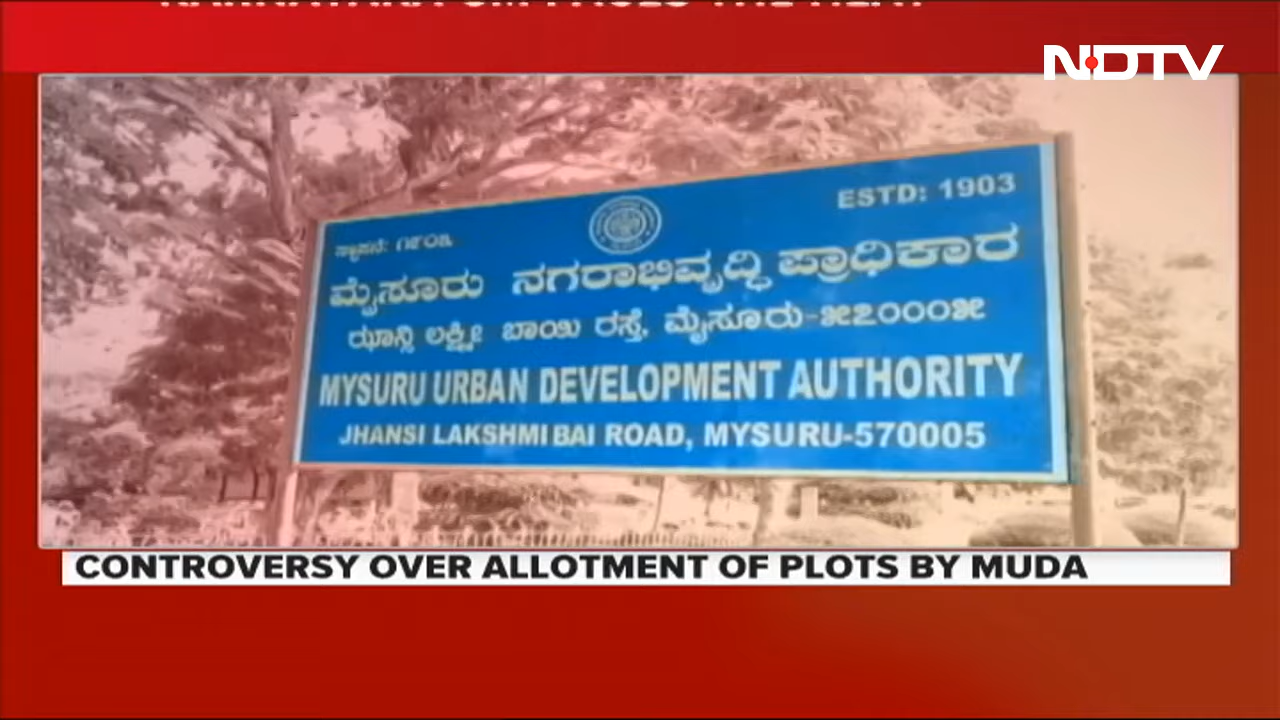 NDTV
ESTD: 1903
ಸ್ಥಾಪನೆ: ೧೯೦೩
ಮೈಸೂರು ನಗರಾಭಿವೃದ್ಧಿ ಪ್ರಾಧಿಕಾರ
ಝಾನ್ಸಿ ಲಕ್ಷ್ಮೀ ಬಾಯಿ ರಸ್ತೆ, ಮೈಸೂರು-೫೭೦೦೦೫
MYSURU URBAN DEVELOPMENT AUTHORITY
JHANSI LAKSHMI BAI ROAD, MYSURU-570005
CONTROVERSY OVER ALLOTMENT OF PLOTS BY MUDA